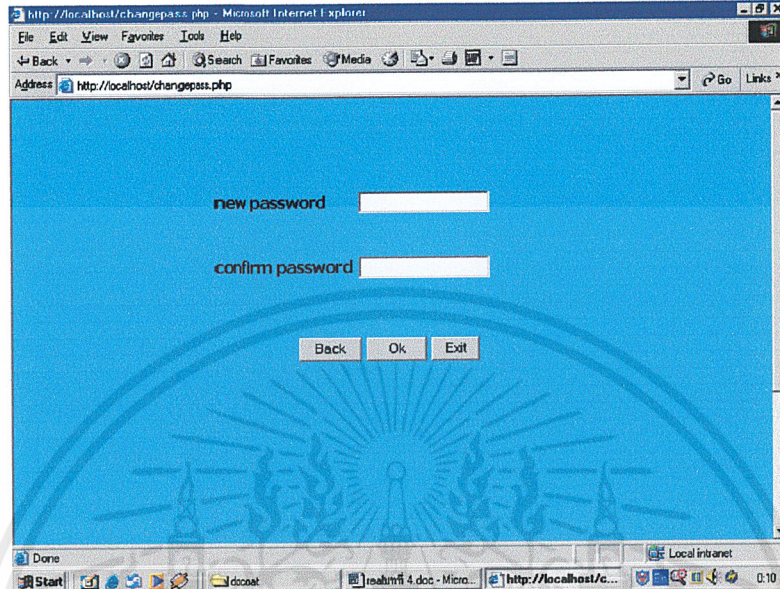 http://localhost/changepass.php - Microsoft Internet Explorer
File Edit View Favorites Tools Help
Back Search Favorites Media
Address http://localhost/changepass.php Go Links
new password
confirm password
Back Ok Exit
Done Local intranet
Start docoat 4.doc - Micro... http://localhost/c... 0:10